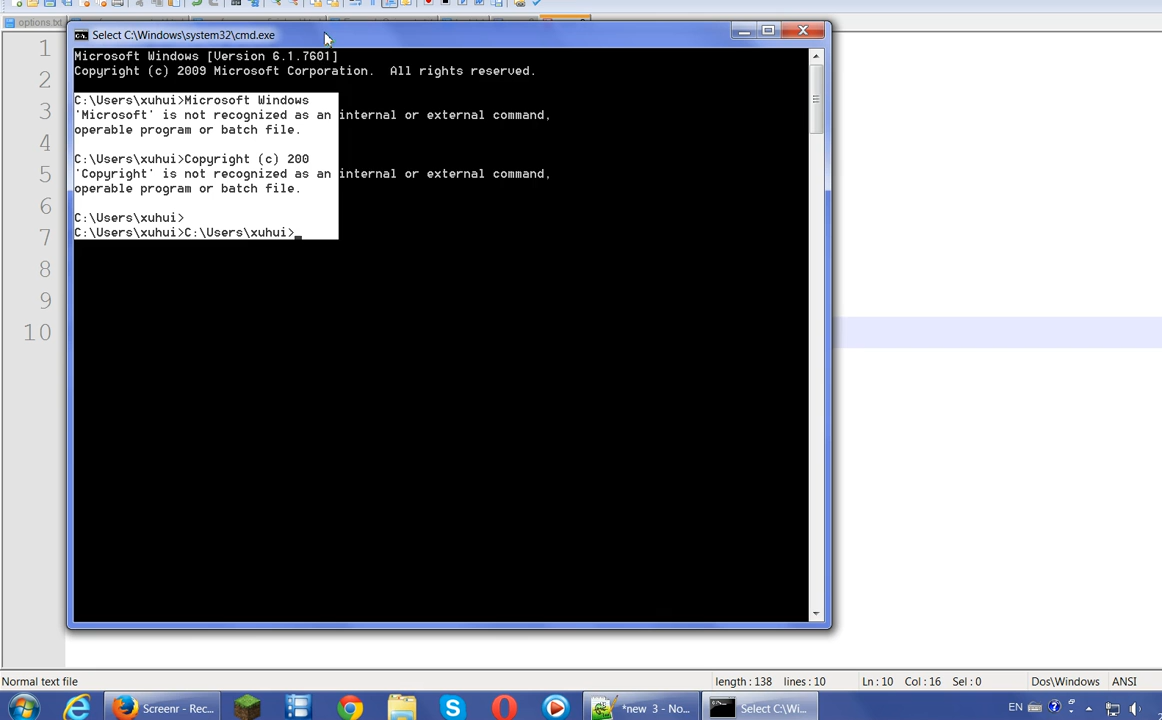 options.txt
Select C:\Windows\system32\cmd.exe
Microsoft Windows [Version 6.1.7601]
Copyright (c) 2009 Microsoft Corporation.  All rights reserved.
C:\Users\xuhui>Microsoft Windows
'Microsoft' is not recognized as an internal or external command,
operable program or batch file.
C:\Users\xuhui>Copyright (c) 200
'Copyright' is not recognized as an internal or external command,
operable program or batch file.
C:\Users\xuhui>
C:\Users\xuhui>C:\Users\xuhui>
1
2
3
4
5
6
7
8
9
10
Normal text file
length : 138 lines : 10
Ln : 10 Col : 16 Sel : 0
Dos\Windows
ANSI
Screenr - Rec...
*new 3 - No...
Select C:\Wi...
EN